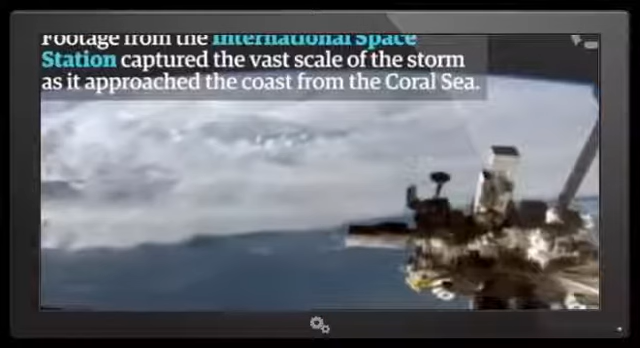 Footage from the International Space
Station captured the vast scale of the storm
as it approached the coast from the Coral Sea.